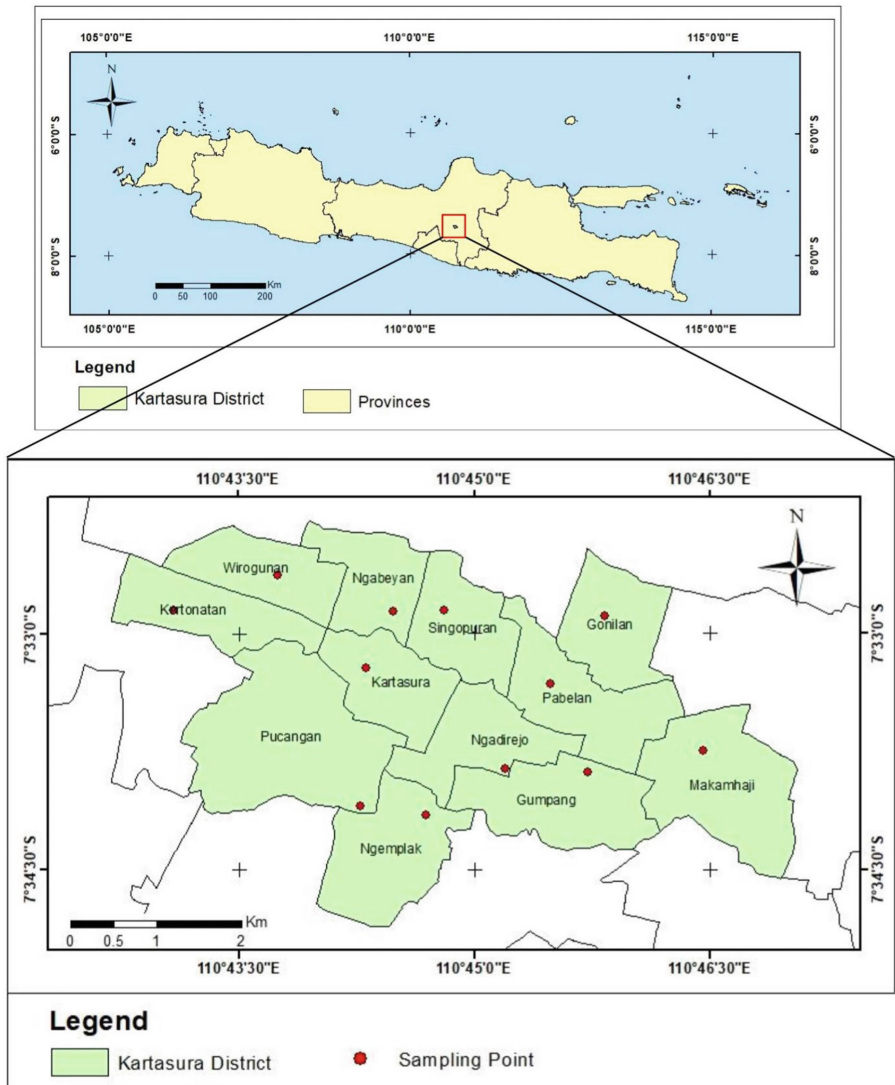 105°0'0"E 110°0'0"E 115°0'0"E
N
6°0'0"S 6°0'0"S
8°0'0"S 8°0'0"S
Km
0 50 100 200
105°0'0"E 110°0'0"E 115°0'0"E
Legend
Kartasura District Provinces
110°43'30"E 110°45'0"E 110°46'30"E
N
Wirogunan
Ngabeyan
Kertonatan
Singopuran
Gonilan
7°33'0"S 7°33'0"S
Kartasura
Pabelan
Pucangan
Ngadirejo
Makamhaji
Gumpang
Ngemplak
7°34'30"S 7°34'30"S
Km
0 0.5 1 2
110°43'30"E 110°45'0"E 110°46'30"E
Legend
Kartasura District Sampling Point